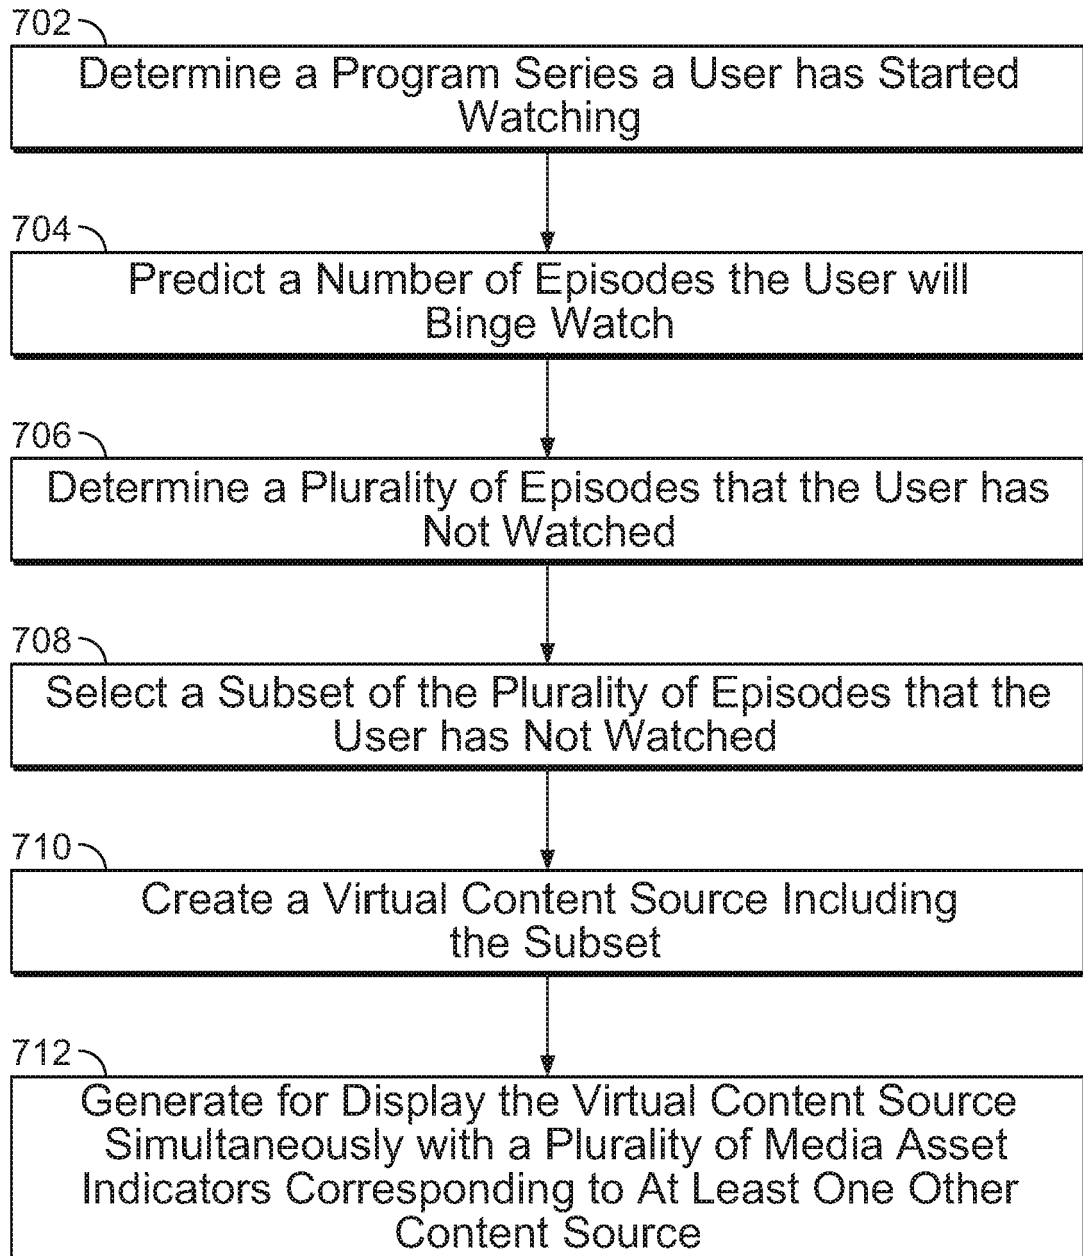 702
Determine a Program Series a User has Started
Watching
704
Predict a Number of Episodes the User will
Binge Watch
706
Determine a Plurality of Episodes that the User has
Not Watched
708
Select a Subset of the Plurality of Episodes that the
User has Not Watched
710
Create a Virtual Content Source Including
the Subset
712
Generate for Display the Virtual Content Source
Simultaneously with a Plurality of Media Asset
Indicators Corresponding to At Least One Other
Content Source